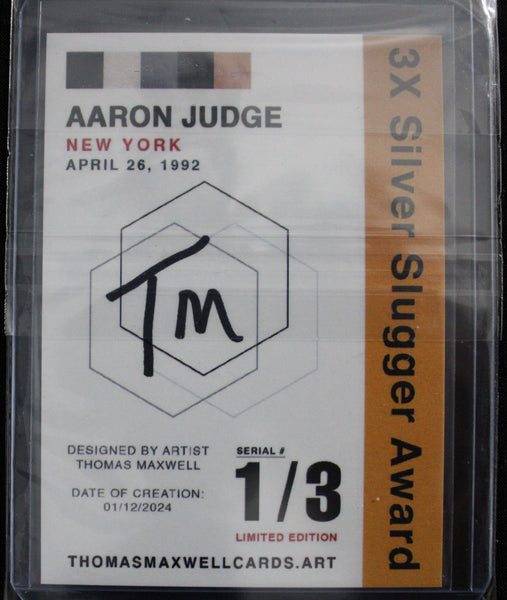 AARON JUDGE
NEW YORK
APRIL 26, 1992
TM
DESIGNED BY ARTIST
THOMAS MAXWELL
DATE OF CREATION:
01/12/2024
SERIAL #
1/3
LIMITED EDITION
THOMASMAXWELLCARDS.ART
3X Silver Slugger Award